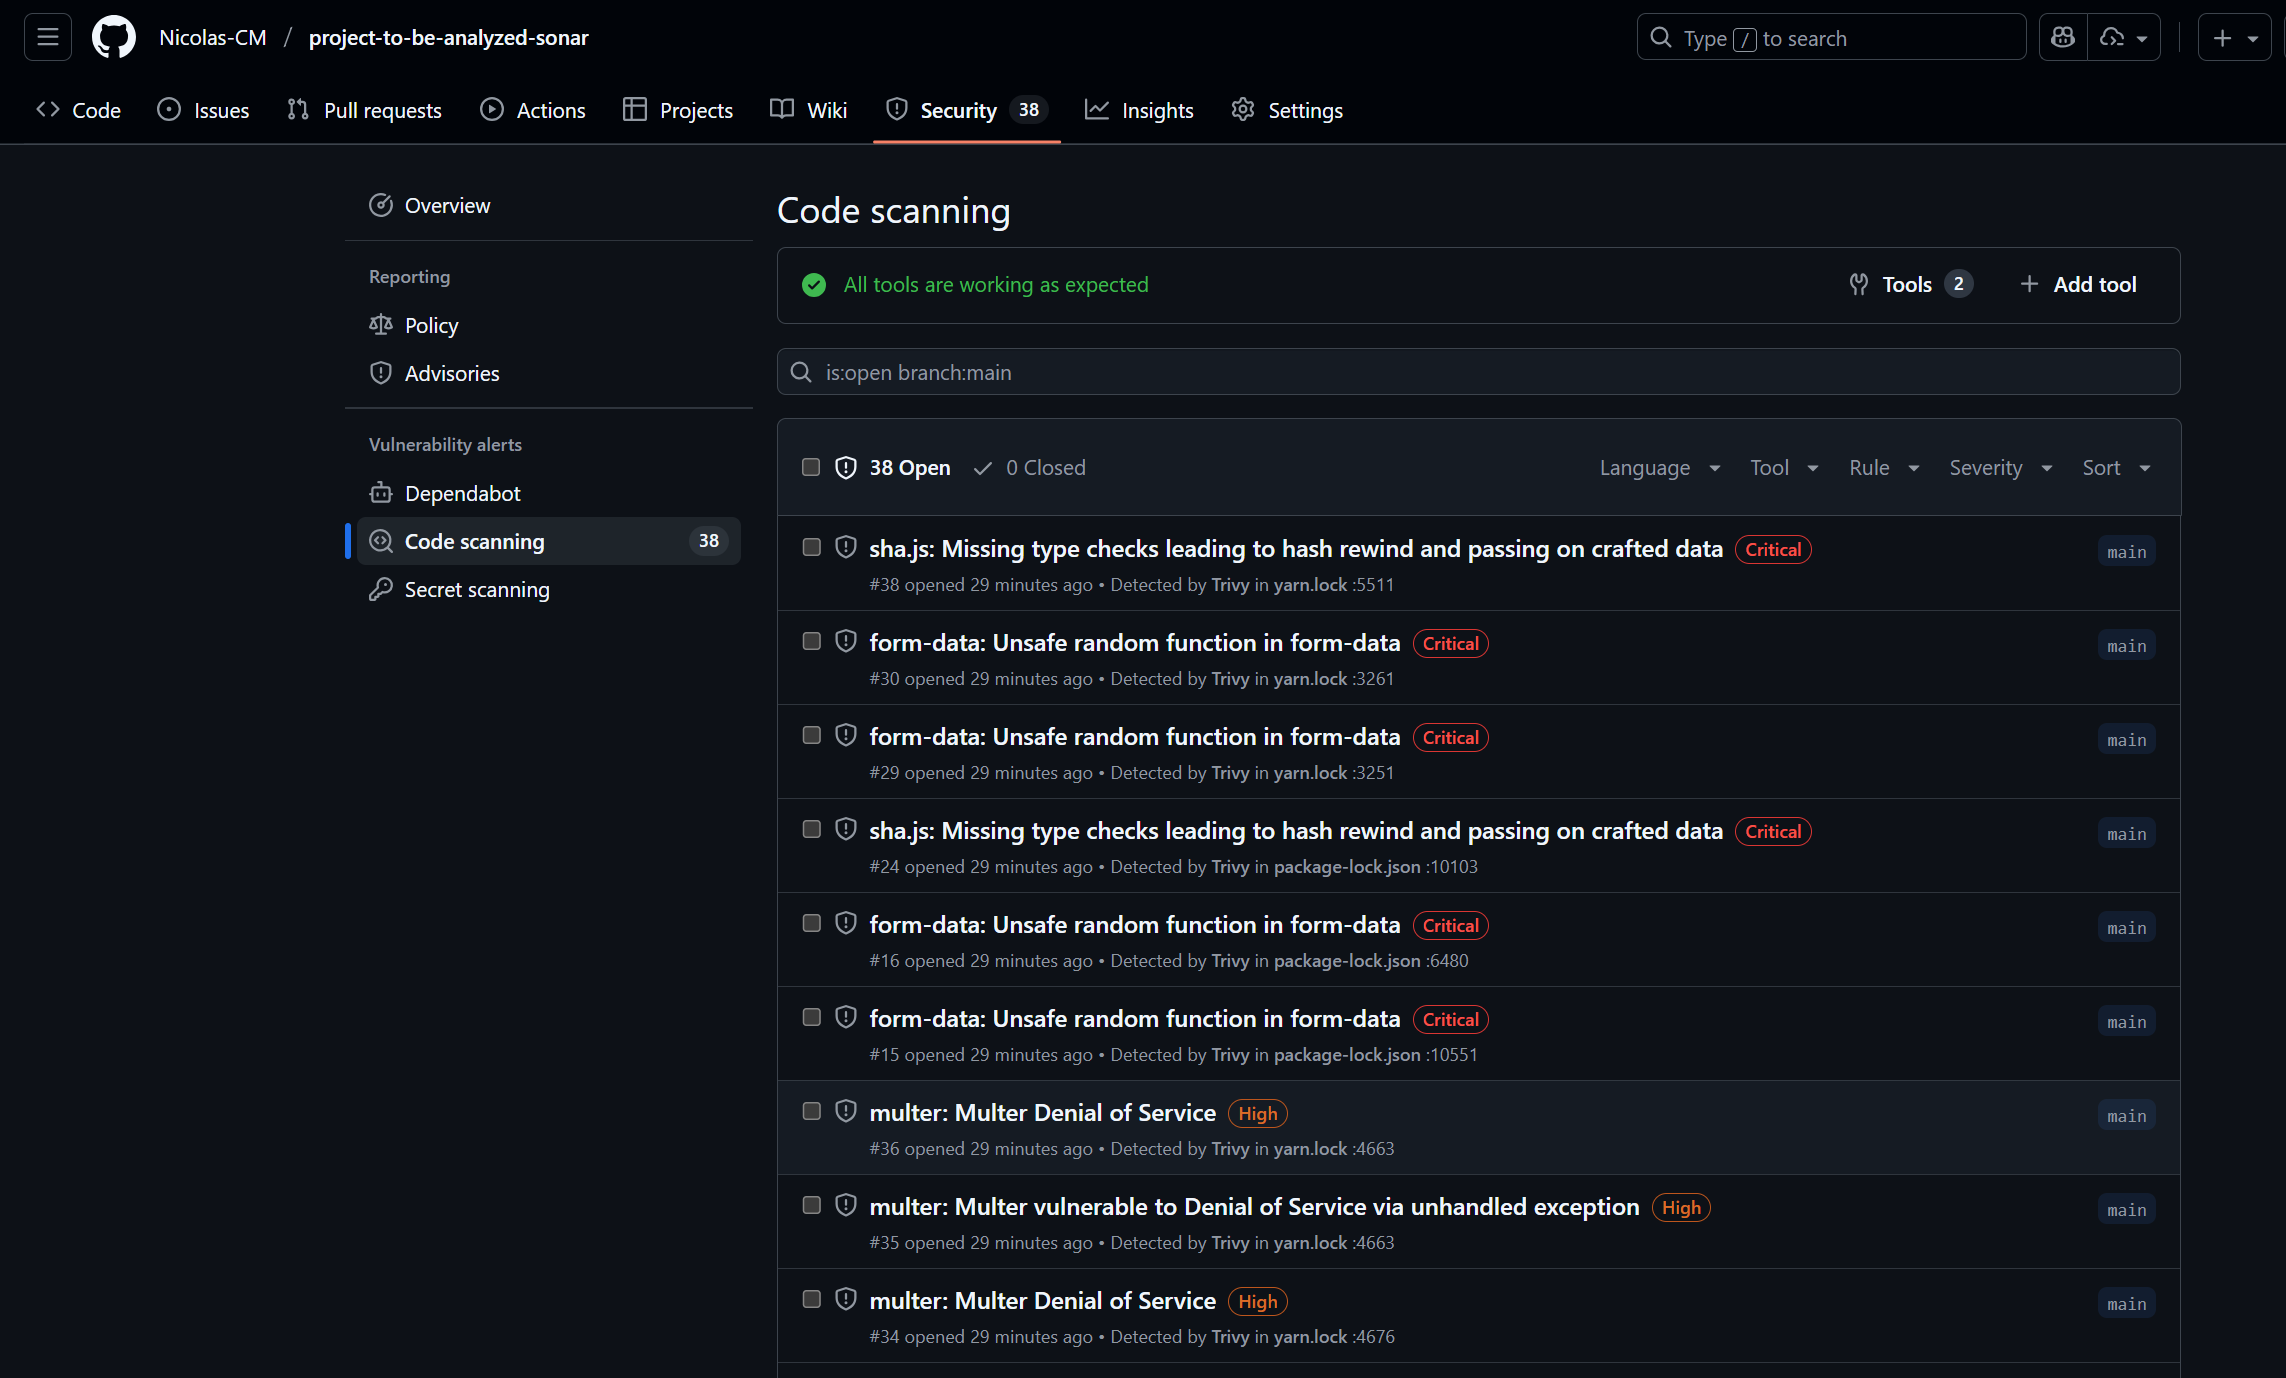 Nicolas-CM / project-to-be-analyzed-sonar
Type / to search
Code
Issues
Pull requests
Actions
Projects
Wiki
Security 38
Insights
Settings
Overview
Reporting
Policy
Advisories
Vulnerability alerts
Dependabot
Code scanning 38
Secret scanning
Code scanning
All tools are working as expected
Tools 2
Add tool
is:open branch:main
38 Open
0 Closed
Language
Tool
Rule
Severity
Sort
sha.js: Missing type checks leading to hash rewind and passing on crafted data Critical main
#38 opened 29 minutes ago • Detected by Trivy in yarn.lock :5511
form-data: Unsafe random function in form-data Critical main
#30 opened 29 minutes ago • Detected by Trivy in yarn.lock :3261
form-data: Unsafe random function in form-data Critical main
#29 opened 29 minutes ago • Detected by Trivy in yarn.lock :3251
sha.js: Missing type checks leading to hash rewind and passing on crafted data Critical main
#24 opened 29 minutes ago • Detected by Trivy in package-lock.json :10103
form-data: Unsafe random function in form-data Critical main
#16 opened 29 minutes ago • Detected by Trivy in package-lock.json :6480
form-data: Unsafe random function in form-data Critical main
#15 opened 29 minutes ago • Detected by Trivy in package-lock.json :10551
multer: Multer Denial of Service High main
#36 opened 29 minutes ago • Detected by Trivy in yarn.lock :4663
multer: Multer vulnerable to Denial of Service via unhandled exception High main
#35 opened 29 minutes ago • Detected by Trivy in yarn.lock :4663
multer: Multer Denial of Service High main
#34 opened 29 minutes ago • Detected by Trivy in yarn.lock :4676